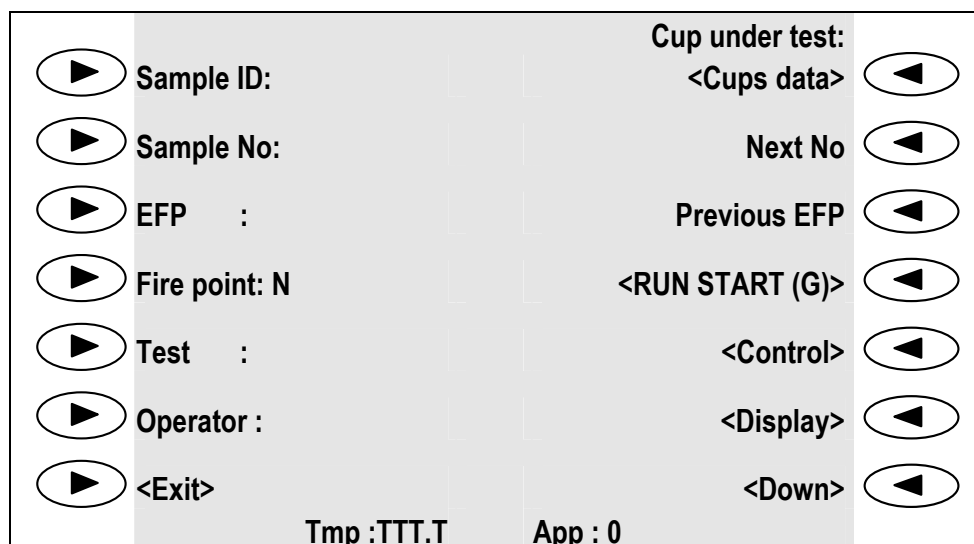 Cup under test:
Sample ID: <Cups data>
Sample No: Next No
EFP : Previous EFP
Fire point: N <RUN START (G)>
Test : <Control>
Operator : <Display>
<Exit> <Down>
Tmp :TTT.T App : 0